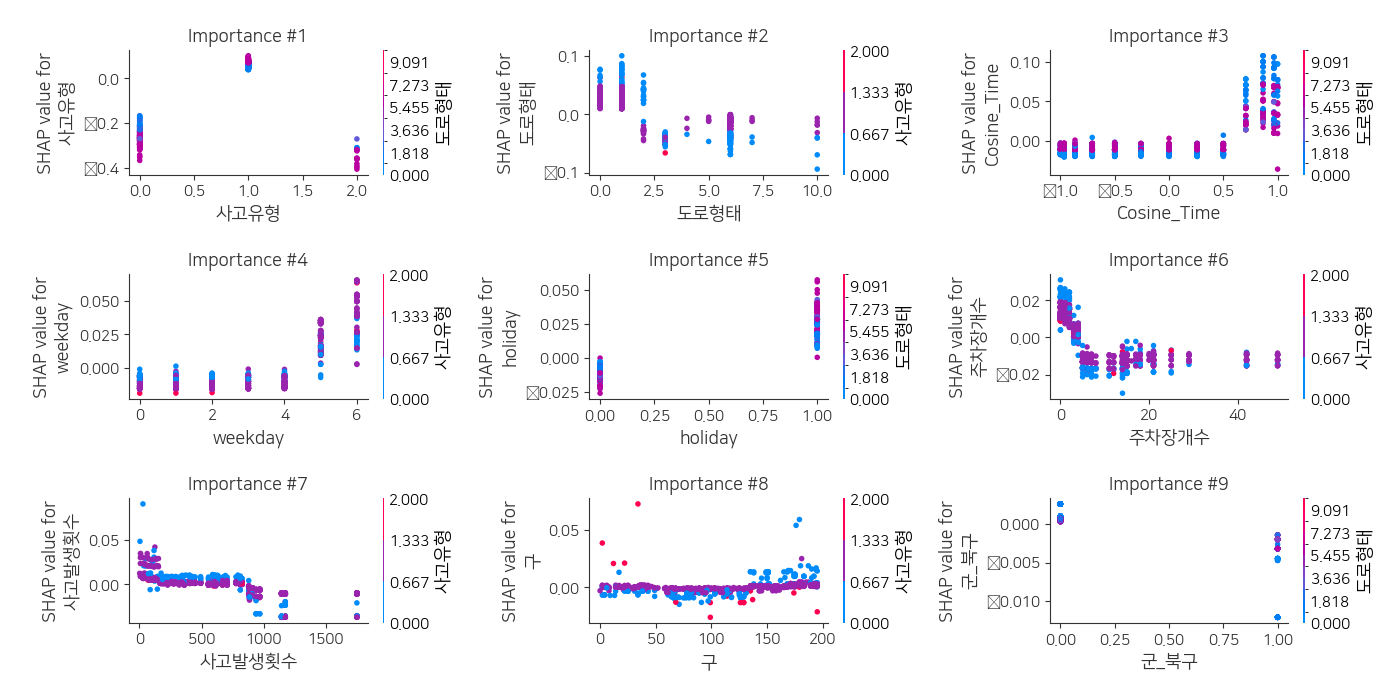 Importance #1
SHAP value for
사고유형
0.0
0.2
0.4
0.0
0.5
1.0
1.5
2.0
사고유형
9.091
7.273
5.455
3.636
1.818
0.000
도로형태
Importance #2
SHAP value for
도로형태
0.1
0.0
0.1
0.0
2.5
5.0
7.5
10.0
도로형태
2.000
1.333
0.667
0.000
사고유형
Importance #3
SHAP value for
Cosine_Time
0.10
0.05
0.00
1.0
0.5
0.0
0.5
1.0
Cosine_Time
9.091
7.273
5.455
3.636
1.818
0.000
도로형태
Importance #4
SHAP value for
weekday
0.050
0.025
0.000
0
2
4
6
weekday
2.000
1.333
0.667
0.000
사고유형
Importance #5
SHAP value for
holiday
0.050
0.025
0.000
0.025
0.00
0.25
0.50
0.75
1.00
holiday
9.091
7.273
5.455
3.636
1.818
0.000
도로형태
Importance #6
SHAP value for
주차장개수
0.02
0.00
0.02
0
20
40
주차장개수
2.000
1.333
0.667
0.000
사고유형
Importance #7
SHAP value for
사고발생횟수
0.05
0.00
0
500
1000
1500
사고발생횟수
2.000
1.333
0.667
0.000
사고유형
Importance #8
SHAP value for
구
0.05
0.00
0
50
100
150
200
구
2.000
1.333
0.667
0.000
사고유형
Importance #9
SHAP value for
군_북구
0.000
0.005
0.010
0.00
0.25
0.50
0.75
1.00
군_북구
9.091
7.273
5.455
3.636
1.818
0.000
도로형태